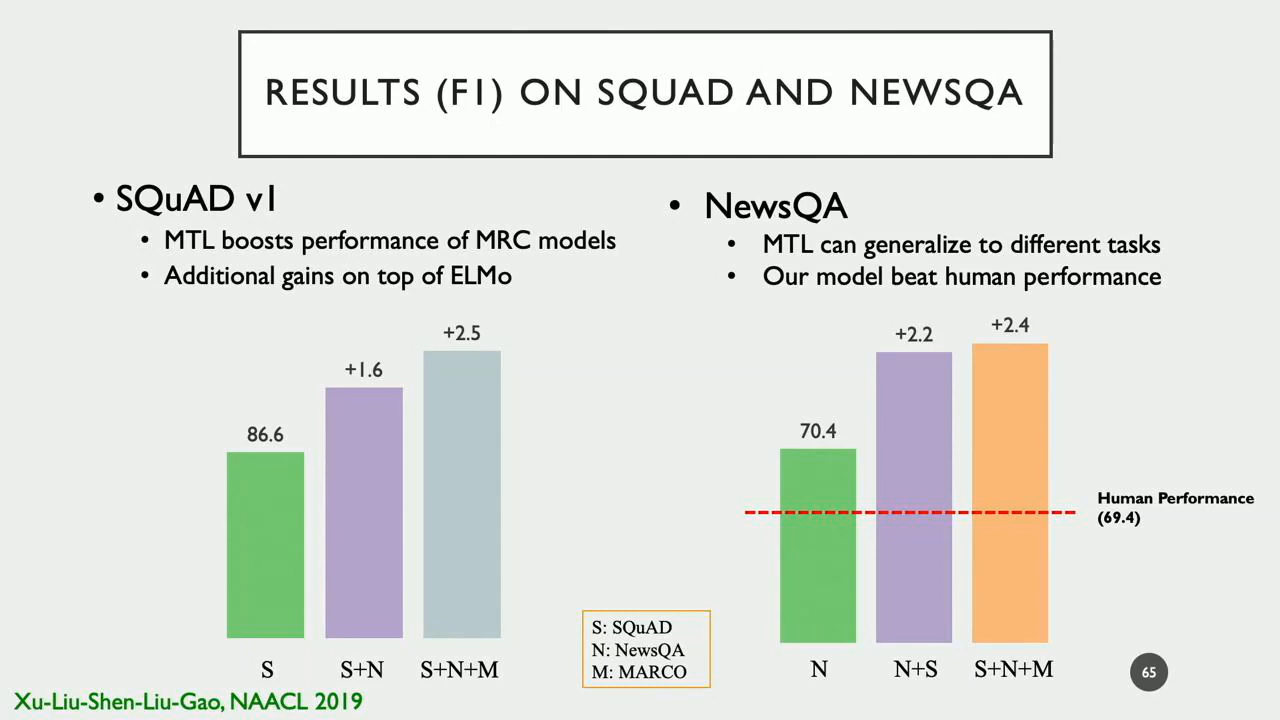 RESULTS (F1) ON SQUAD AND NEWSQA
• SQuAD v1
• MTL boosts performance of MRC models
• Additional gains on top of ELMo
86.6
+1.6
+2.5
S
S+N
S+N+M
• NewsQA
• MTL can generalize to different tasks
• Our model beat human performance
70.4
+2.2
+2.4
Human Performance
(69.4)
N
N+S
S+N+M
S: SQuAD
N: NewsQA
M: MARCO
Xu-Liu-Shen-Liu-Gao, NAACL 2019
65